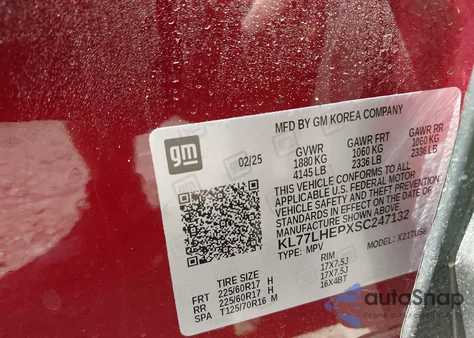 MFD BY GM KOREA COMPANY
gm
02/25
GVWR GAWR FRT GAWR RR
1880 KG 1060 KG 1060 KG
4145 LB 2336 LB 2336 LB
THIS VEHICLE CONFORMS TO ALL
APPLICABLE U.S. FEDERAL MOTOR
VEHICLE SAFETY AND THEFT PREVENTION
STANDARDS IN EFFECT ON THE DATE OF
MANUFACTURE SHOWN ABOVE.
KL77LHEPXSC247132
TYPE: MPV MODEL:
TIRE SIZE RIM
FRT 225/60R17 H 17X7.5J
RR 225/60R17 H 17X7.5J
SPA T125/70R16 M 16X4BT
autoSnap